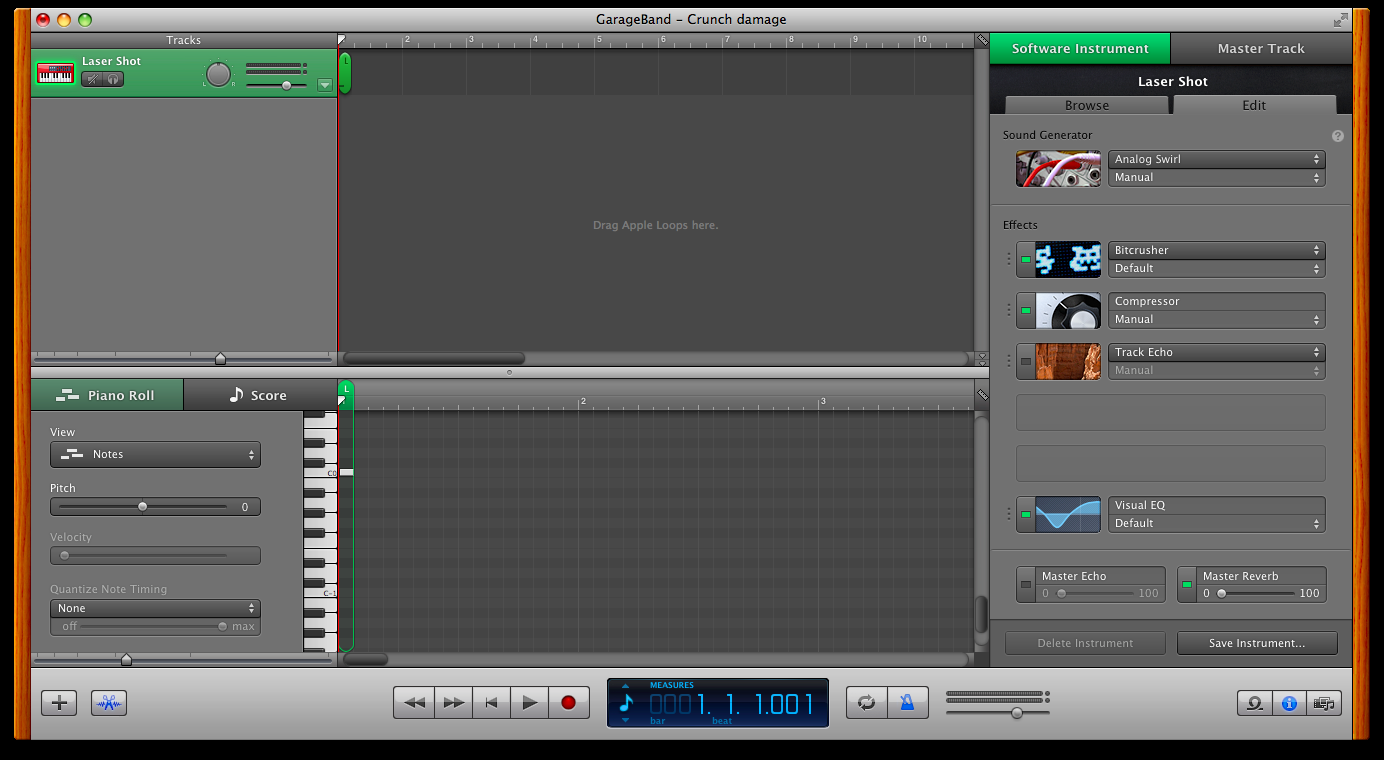 GarageBand – Crunch damage
Tracks
2 3 4 5 6 7 8 9 10
Laser Shot
L R
L
Drag Apple Loops here.
Software Instrument
Master Track
Laser Shot
Browse
Edit
Sound Generator
?
Analog Swirl
Manual
Effects
Bitcrusher
Default
Compressor
Manual
Track Echo
Manual
Visual EQ
Default
Master Echo
0 100
Master Reverb
0 100
Delete Instrument
Save Instrument...
Piano Roll
Score
L
2 3
View
Notes
Pitch
0
Velocity
Quantize Note Timing
None
off max
C0
C-1
MEASURES
0001. 1. 1.001
bar beat
i